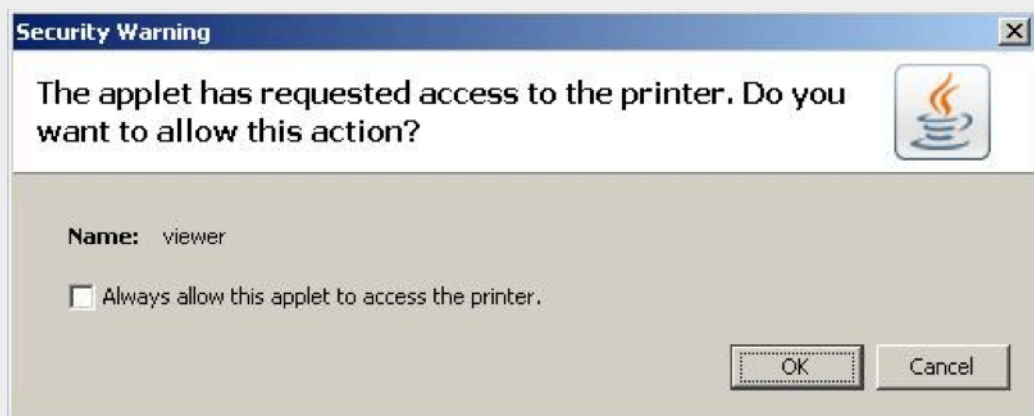 Security Warning
The applet has requested access to the printer. Do you
want to allow this action?
Name: viewer
Always allow this applet to access the printer.
OK Cancel